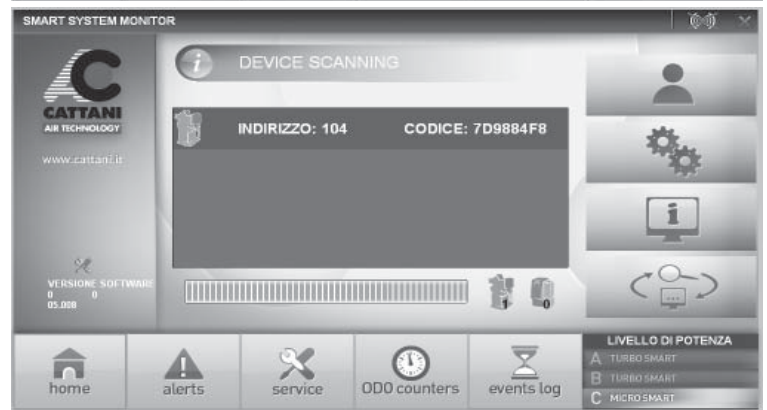 SMART SYSTEM MONITOR
AC
CATTANI
AIR TECHNOLOGY
www.cattani.it
VERSIONE SOFTWARE
0 0
05.008
i DEVICE SCANNING
INDIRIZZO: 104 CODICE: 7D9884F8
1 0
i
home
alerts
service
ODO counters
events log
LIVELLO DI POTENZA
A TURBO SMART
B TURBO SMART
C MICRO SMART